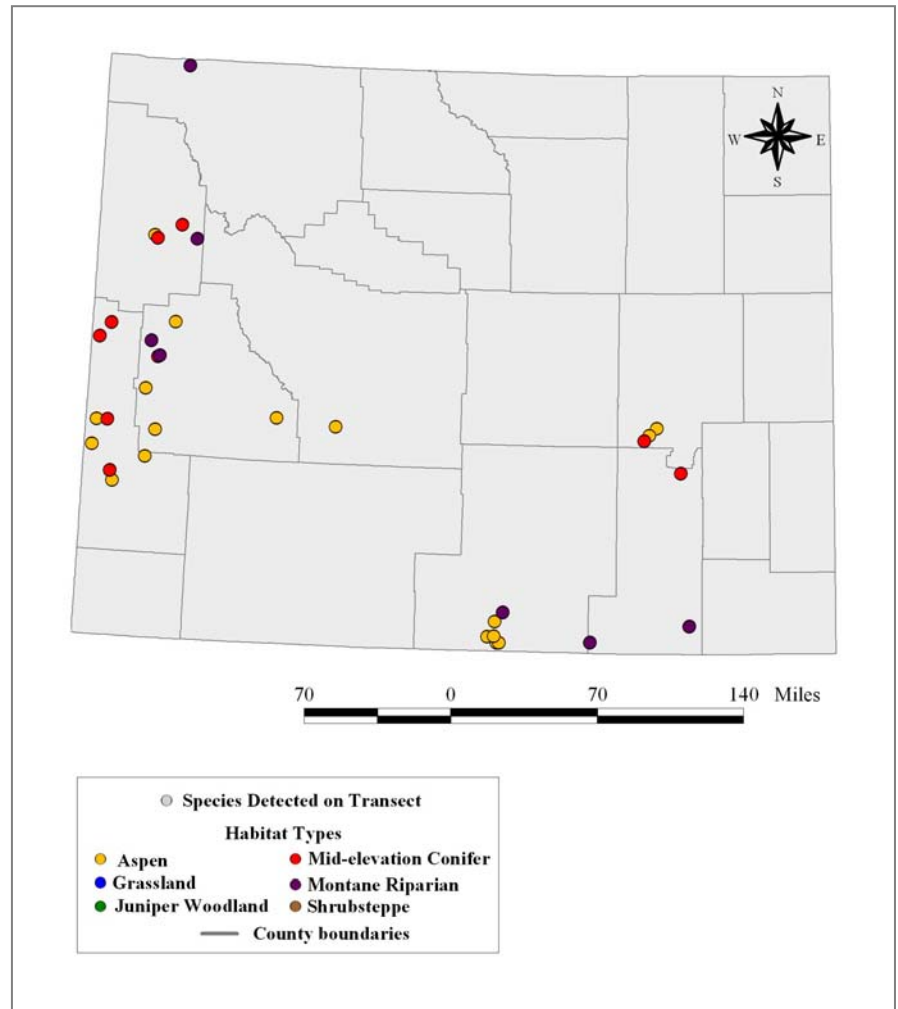 N
W E
S
70 0 70 140 Miles
Species Detected on Transect
Habitat Types
Aspen Mid-elevation Conifer
Grassland Montane Riparian
Juniper Woodland Shrubsteppe
County boundaries